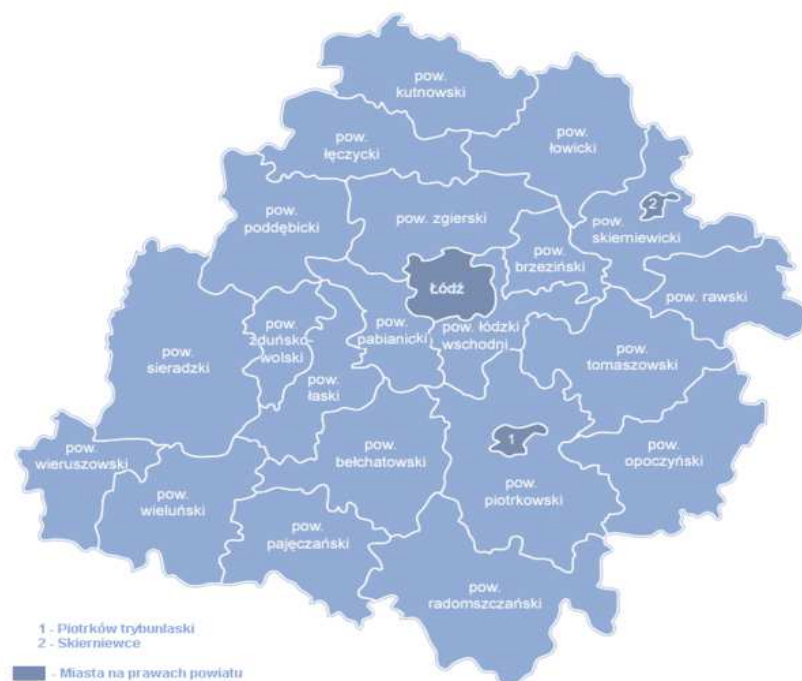 pow.
kutnowski
pow.
łęczycki
pow.
łowicki
2
pow.
skierniewicki
pow.
poddębicki
pow. zgierski
pow.
brzeziński
pow. rawski
Łódź
pow.
zduńsko-
wolski
pow.
pabianicki
pow. łódzki
wschodni
pow.
tomaszowski
pow.
sieradzki
pow.
łaski
pow.
wieruszowski
pow.
bełchatowski
1
pow.
piotrkowski
pow.
opoczyński
pow.
wieluński
pow.
pajęczański
pow.
radomszczański
1 - Piotrków trybunlaski
2 - Skierniewce
- Miasta na prawach powiatu